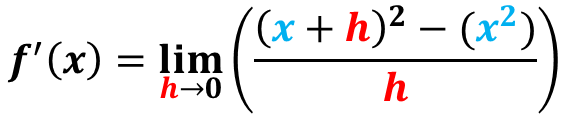 f′(x) = lim h→0 (((x + h)² − (x²)) / h)